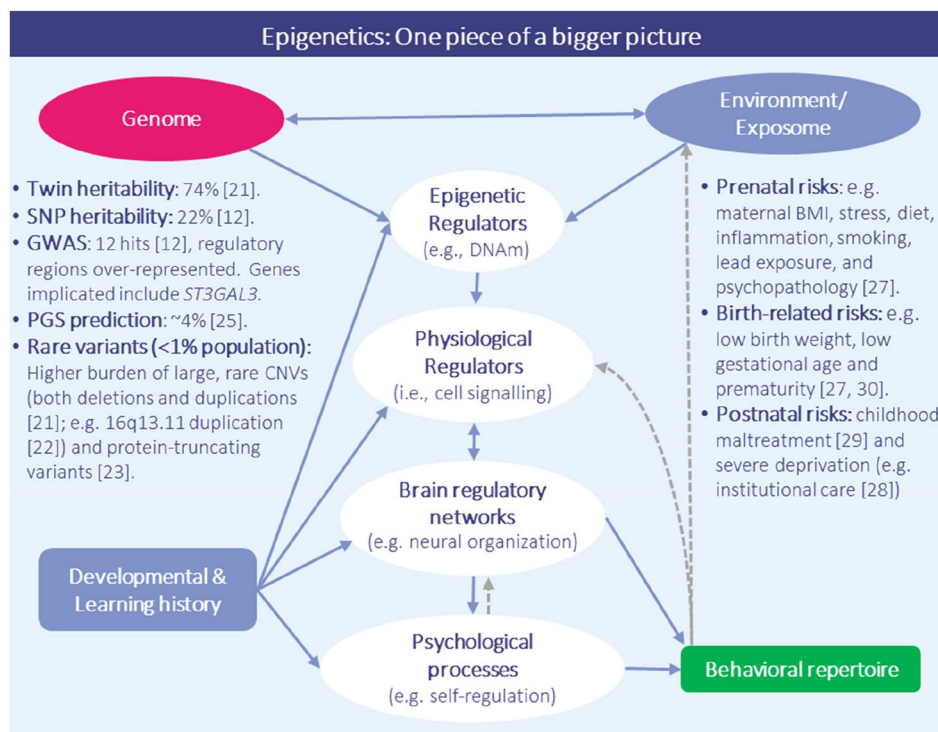 Epigenetics: One piece of a bigger picture
Genome
Environment/
Exposome
• Twin heritability: 74% [21].
• SNP heritability: 22% [12].
• GWAS: 12 hits [12], regulatory
regions over-represented. Genes
implicated include ST3GAL3.
• PGS prediction: ~4% [25].
• Rare variants (<1% population):
Higher burden of large, rare CNVs
(both deletions and duplications
[21]; e.g. 16q13.11 duplication
[22]) and protein-truncating
variants [23].
Epigenetic
Regulators
(e.g., DNAm)
Physiological
Regulators
(i.e., cell signalling)
Brain regulatory
networks
(e.g. neural organization)
Psychological
processes
(e.g. self-regulation)
• Prenatal risks: e.g.
maternal BMI, stress, diet,
inflammation, smoking,
lead exposure, and
psychopathology [27].
• Birth-related risks: e.g.
low birth weight, low
gestational age and
prematurity [27, 30].
• Postnatal risks: childhood
maltreatment [29] and
severe deprivation (e.g.
institutional care [28])
Developmental &
Learning history
Behavioral repertoire